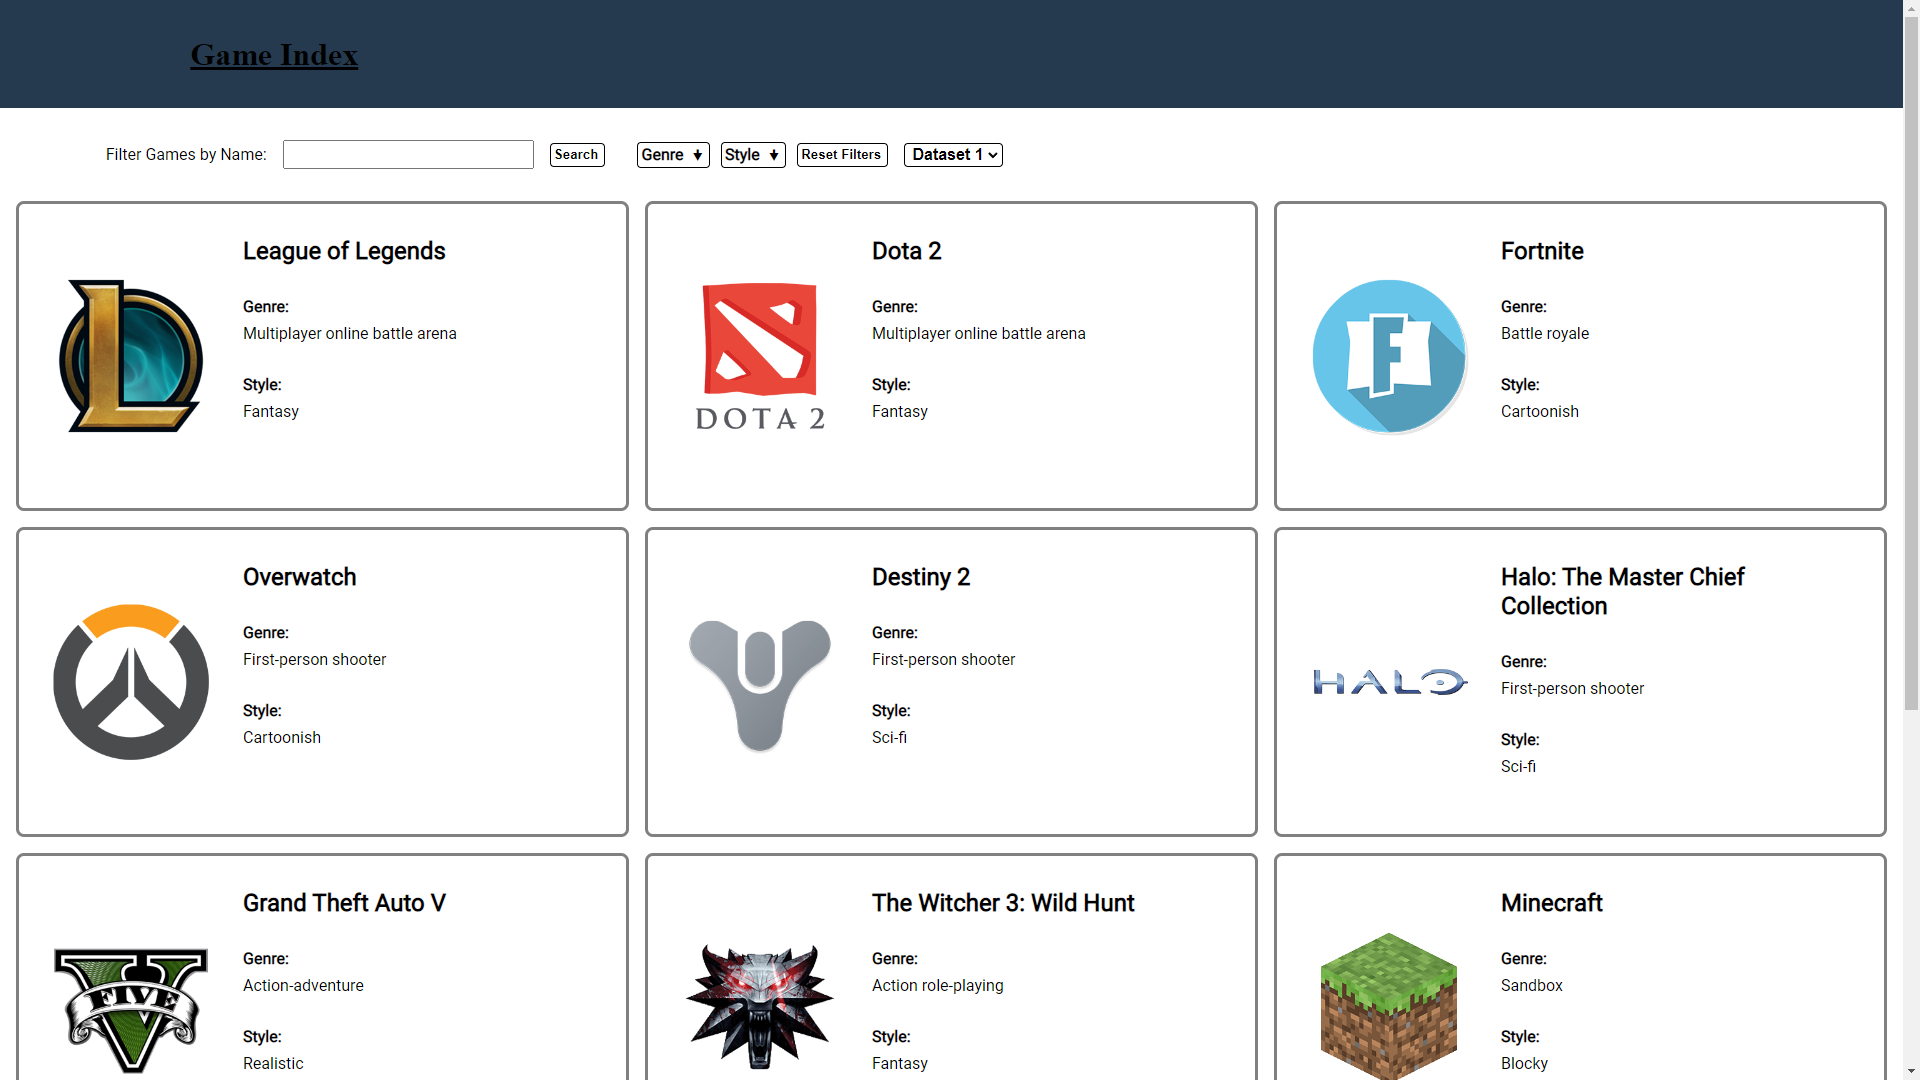 Game Index
Filter Games by Name: Search Genre Style Reset Filters Dataset 1
League of Legends
Genre:
Multiplayer online battle arena
Style:
Fantasy
Dota 2
DOTA 2
Genre:
Multiplayer online battle arena
Style:
Fantasy
Fortnite
F
Genre:
Battle royale
Style:
Cartoonish
Overwatch
Genre:
First-person shooter
Style:
Cartoonish
Destiny 2
Genre:
First-person shooter
Style:
Sci-fi
Halo: The Master Chief
Collection
HALO
Genre:
First-person shooter
Style:
Sci-fi
Grand Theft Auto V
V
FIVE
Genre:
Action-adventure
Style:
Realistic
The Witcher 3: Wild Hunt
Genre:
Action role-playing
Style:
Fantasy
Minecraft
Genre:
Sandbox
Style:
Blocky